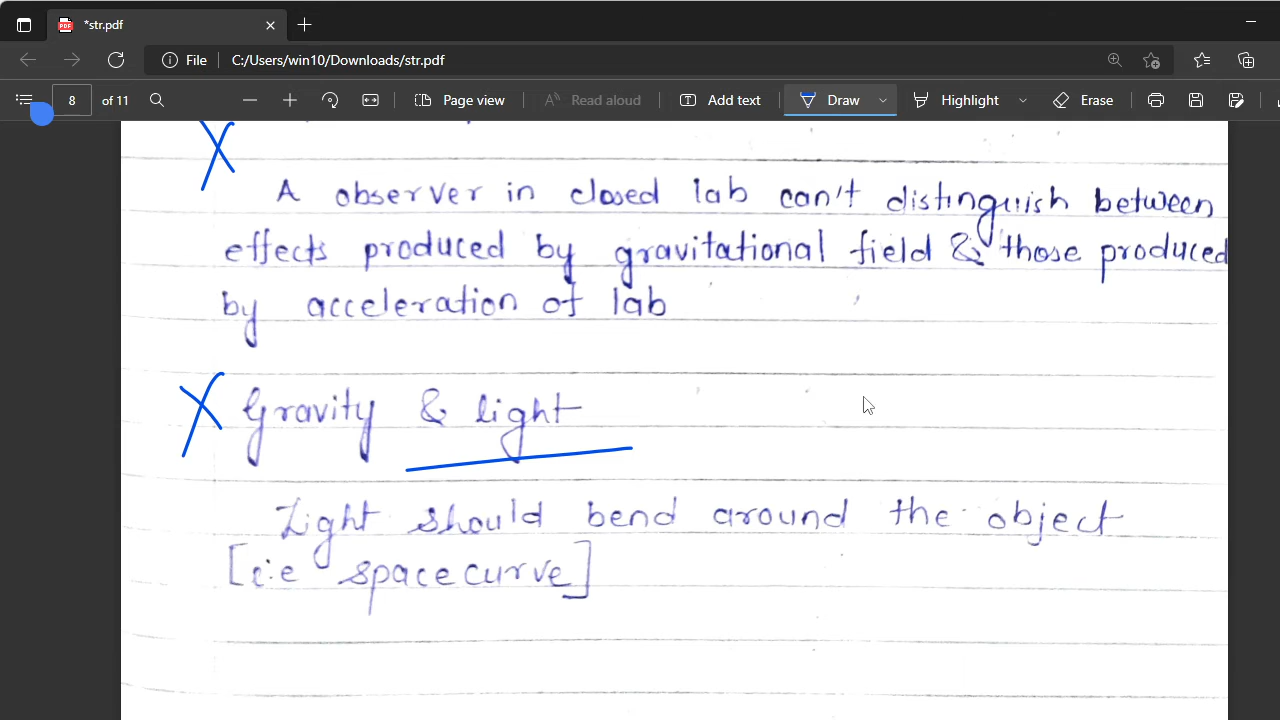 *str.pdf
File C:/Users/win10/Downloads/str.pdf
8 of 11 Page view Read aloud Add text Draw Highlight Erase
A observer in closed lab can't distinguish between
effects produced by gravitational field & those produced
by acceleration of lab
Gravity & light
Light should bend around the object
[i.e space curve]